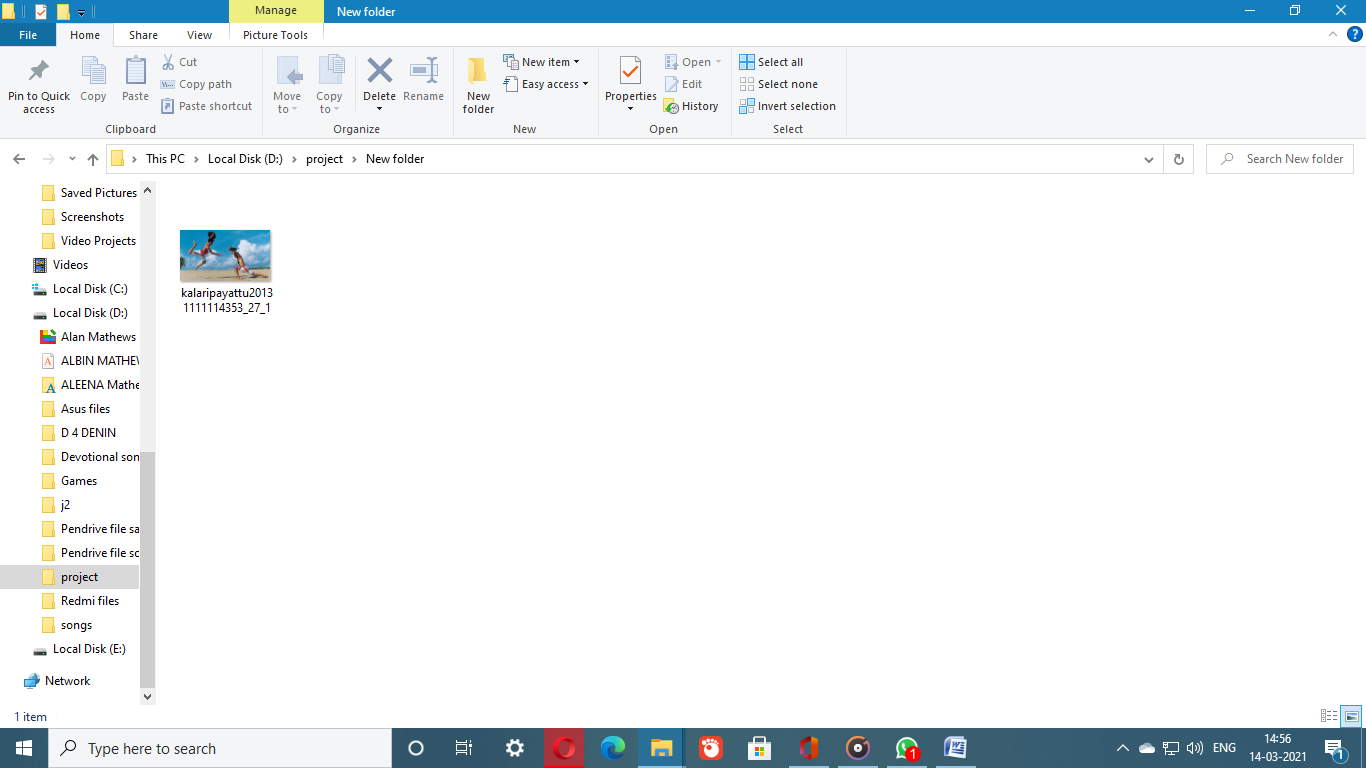 Manage
New folder
File
Home
Share
View
Picture Tools
Pin to Quick access
Copy
Paste
Cut
Copy path
Paste shortcut
Clipboard
Move to
Copy to
Delete
Rename
Organize
New folder
New item
Easy access
New
Properties
Open
Edit
History
Open
Select all
Select none
Invert selection
Select
This PC > Local Disk (D:) > project > New folder
Search New folder
Saved Pictures
Screenshots
Video Projects
Videos
Local Disk (C:)
Local Disk (D:)
Alan Mathews
ALBIN MATHEW
ALEENA Mathe
Asus files
D 4 DENIN
Devotional son
Games
j2
Pendrive file sa
Pendrive file so
project
Redmi files
songs
Local Disk (E:)
Network
kalaripayattu2013
1111114353_27_1
1 item
Type here to search
1
ENG
14:56
14-03-2021
1